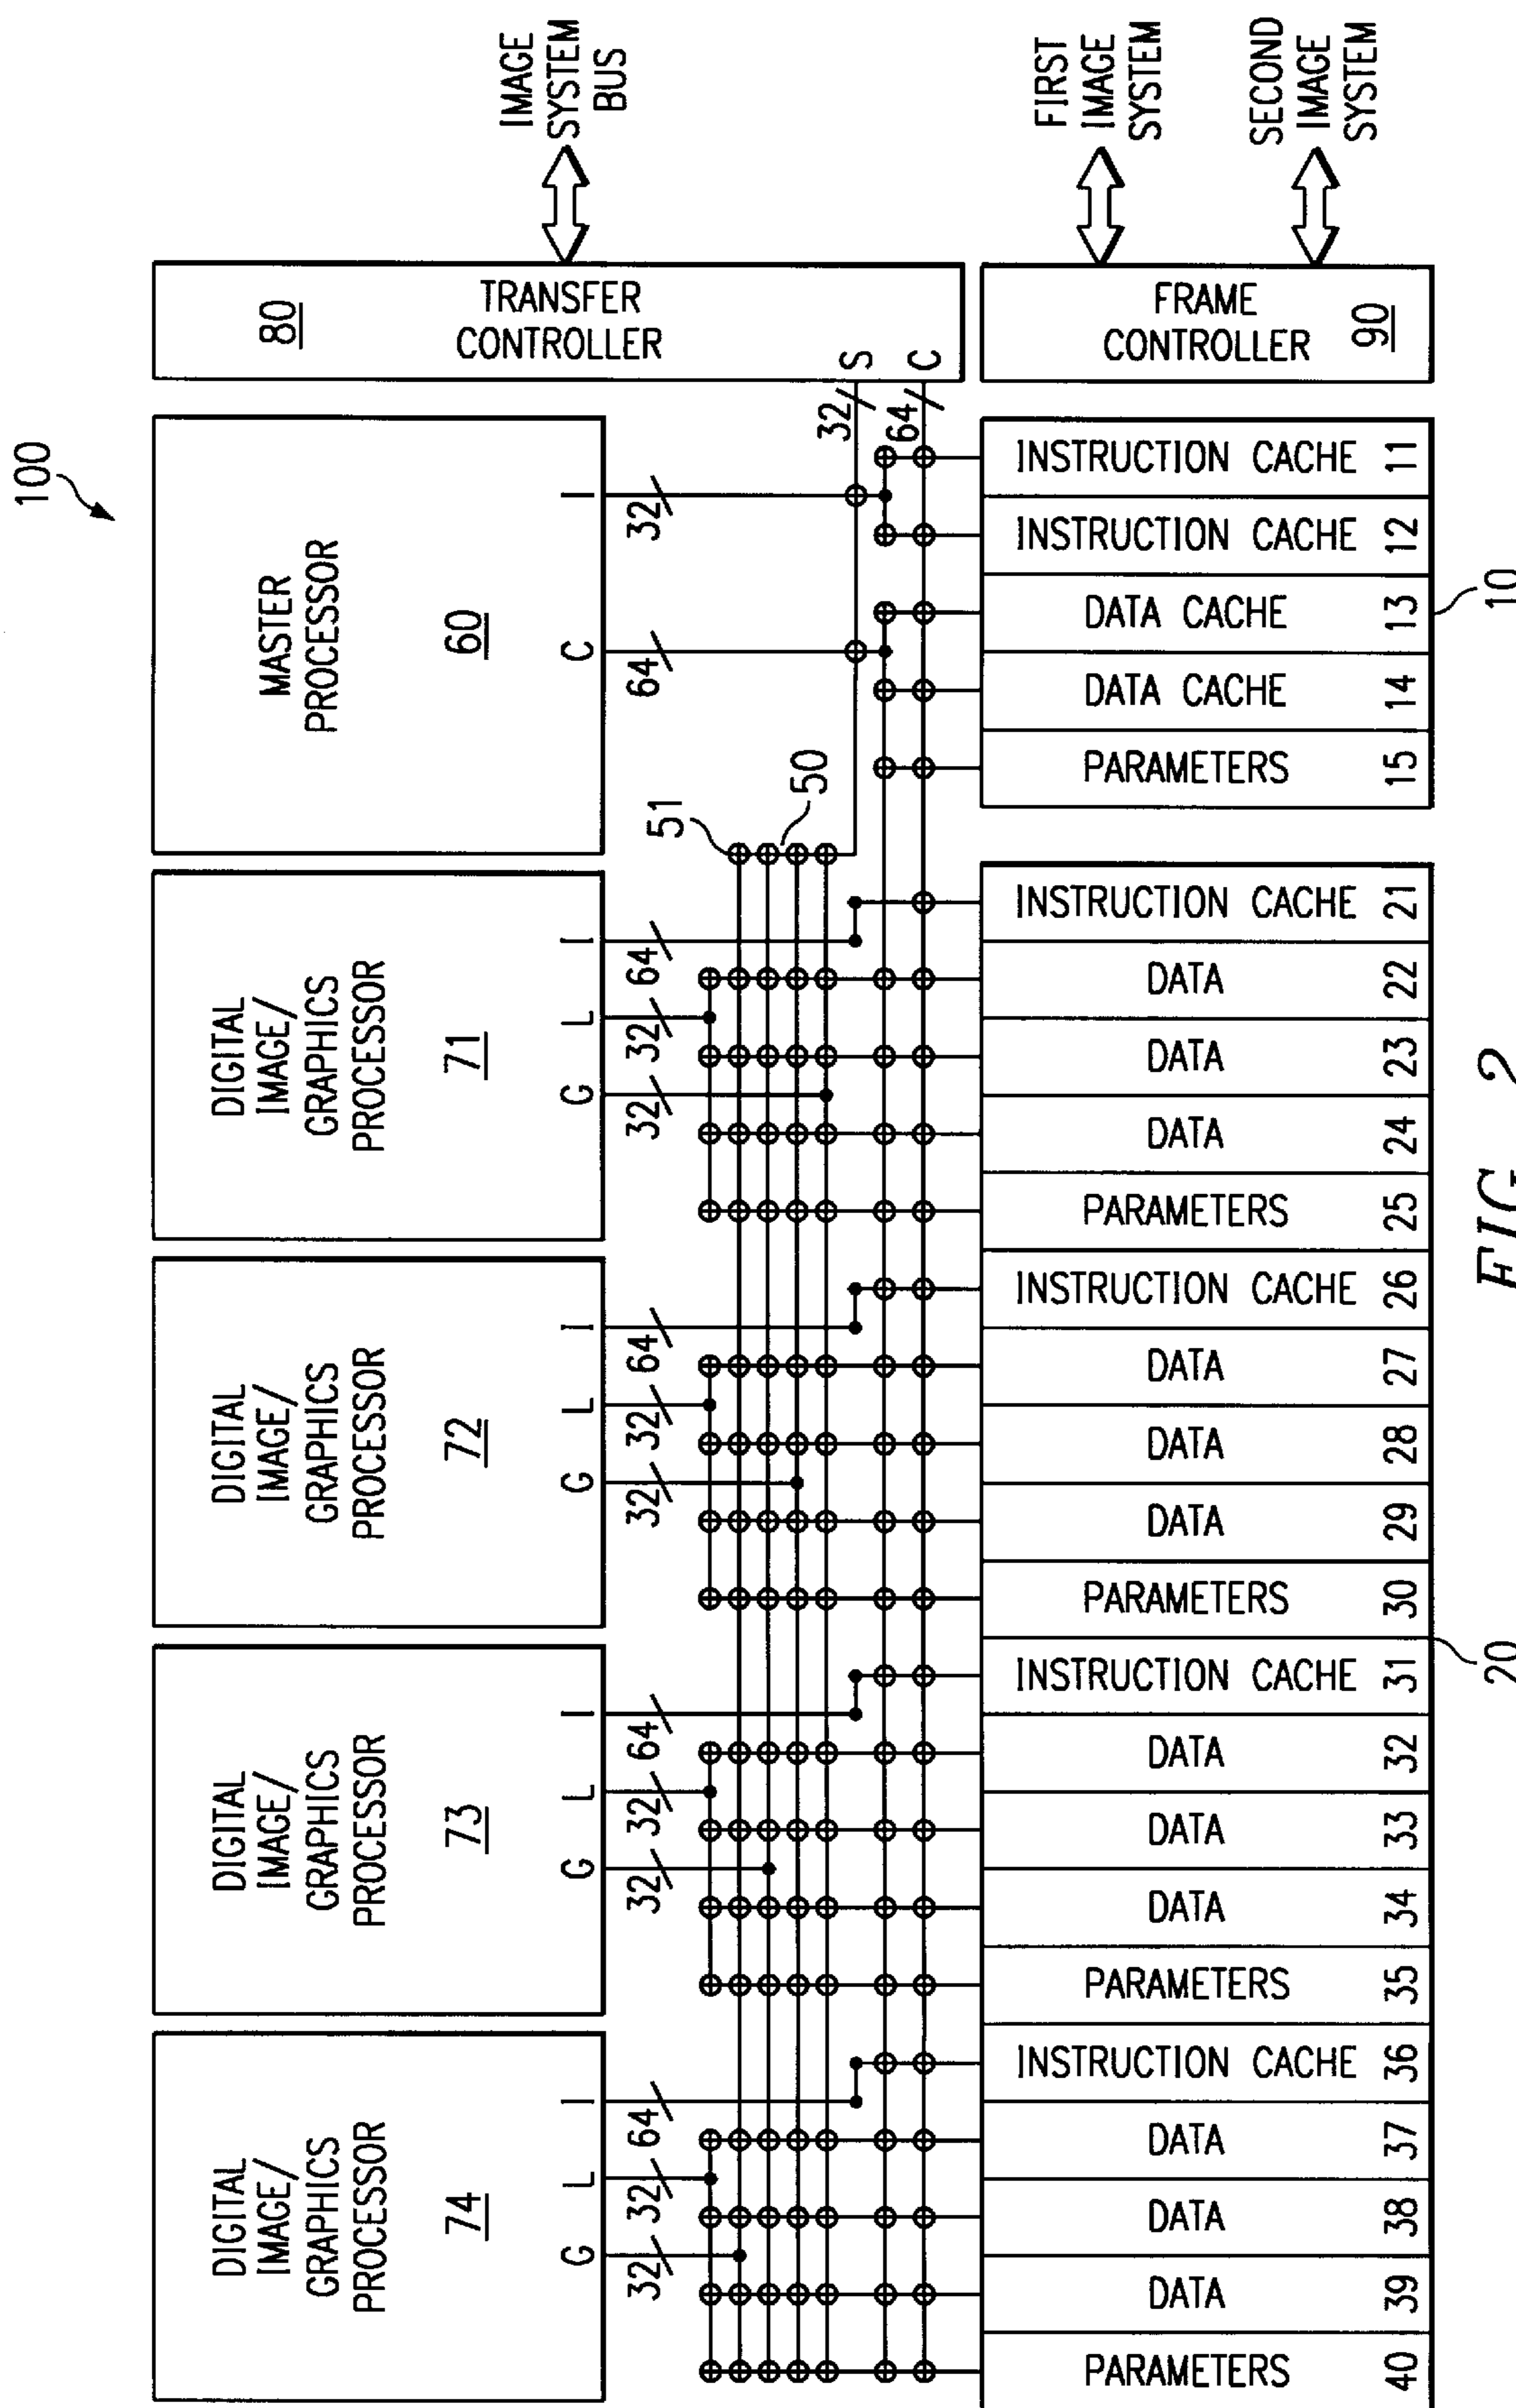 100
DIGITAL
IMAGE/
GRAPHICS
PROCESSOR
74
G
L
I
32
32
64
DIGITAL
IMAGE/
GRAPHICS
PROCESSOR
73
G
L
I
32
32
64
DIGITAL
IMAGE/
GRAPHICS
PROCESSOR
72
G
L
I
32
32
64
DIGITAL
IMAGE/
GRAPHICS
PROCESSOR
71
G
L
I
32
32
64
MASTER
PROCESSOR
60
C
I
64
32
80
TRANSFER
CONTROLLER
S
C
32
64
IMAGE
SYSTEM
BUS
51
50
PARAMETERS 40
DATA 39
DATA 38
DATA 37
INSTRUCTION CACHE 36
PARAMETERS 35
DATA 34
DATA 33
DATA 32
INSTRUCTION CACHE 31
PARAMETERS 30
DATA 29
DATA 28
DATA 27
INSTRUCTION CACHE 26
PARAMETERS 25
DATA 24
DATA 23
DATA 22
INSTRUCTION CACHE 21
PARAMETERS 15
DATA CACHE 14
DATA CACHE 13
INSTRUCTION CACHE 12
INSTRUCTION CACHE 11
FRAME
CONTROLLER
90
FIRST
IMAGE
SYSTEM
SECOND
IMAGE
SYSTEM
20
10
FIG. 2